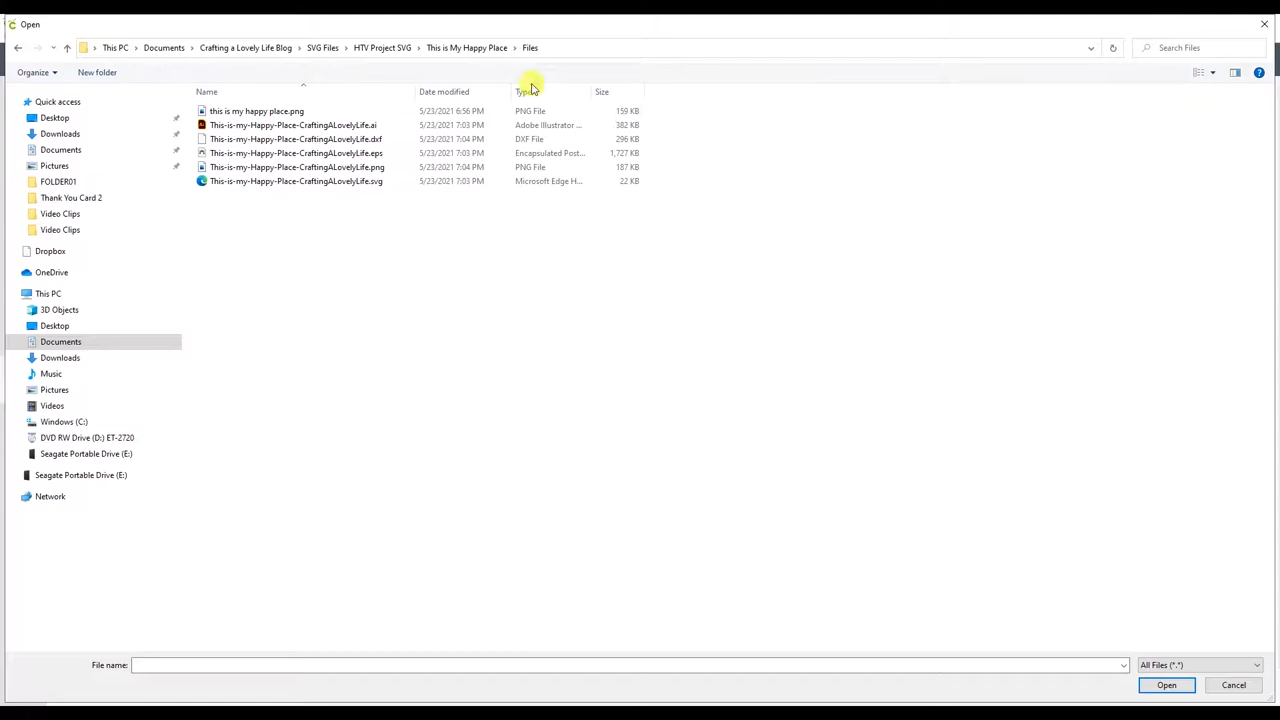 Open
This PC > Documents > Crafting a Lovely Life Blog > SVG Files > HTV Project SVG > This is My Happy Place > Files
Search Files
Organize New folder
Name Date modified Type Size
this is my happy place.png 5/23/2021 6:56 PM PNG File 159 KB
This-is-my-Happy-Place-CraftingALovelyLife.ai 5/23/2021 7:03 PM Adobe Illustrator ... 382 KB
This-is-my-Happy-Place-CraftingALovelyLife.dxf 5/23/2021 7:04 PM DXF File 296 KB
This-is-my-Happy-Place-CraftingALovelyLife.eps 5/23/2021 7:03 PM Encapsulated Post... 1,727 KB
This-is-my-Happy-Place-CraftingALovelyLife.png 5/23/2021 7:04 PM PNG File 187 KB
This-is-my-Happy-Place-CraftingALovelyLife.svg 5/23/2021 7:03 PM Microsoft Edge H... 22 KB
Quick access
Desktop
Downloads
Documents
Pictures
FOLDER01
Thank You Card 2
Video Clips
Video Clips
Dropbox
OneDrive
This PC
3D Objects
Desktop
Documents
Downloads
Music
Pictures
Videos
Windows (C:)
DVD RW Drive (D:) ET-2720
Seagate Portable Drive (E:)
Seagate Portable Drive (E:)
Network
File name: All Files (*.*)
Open Cancel